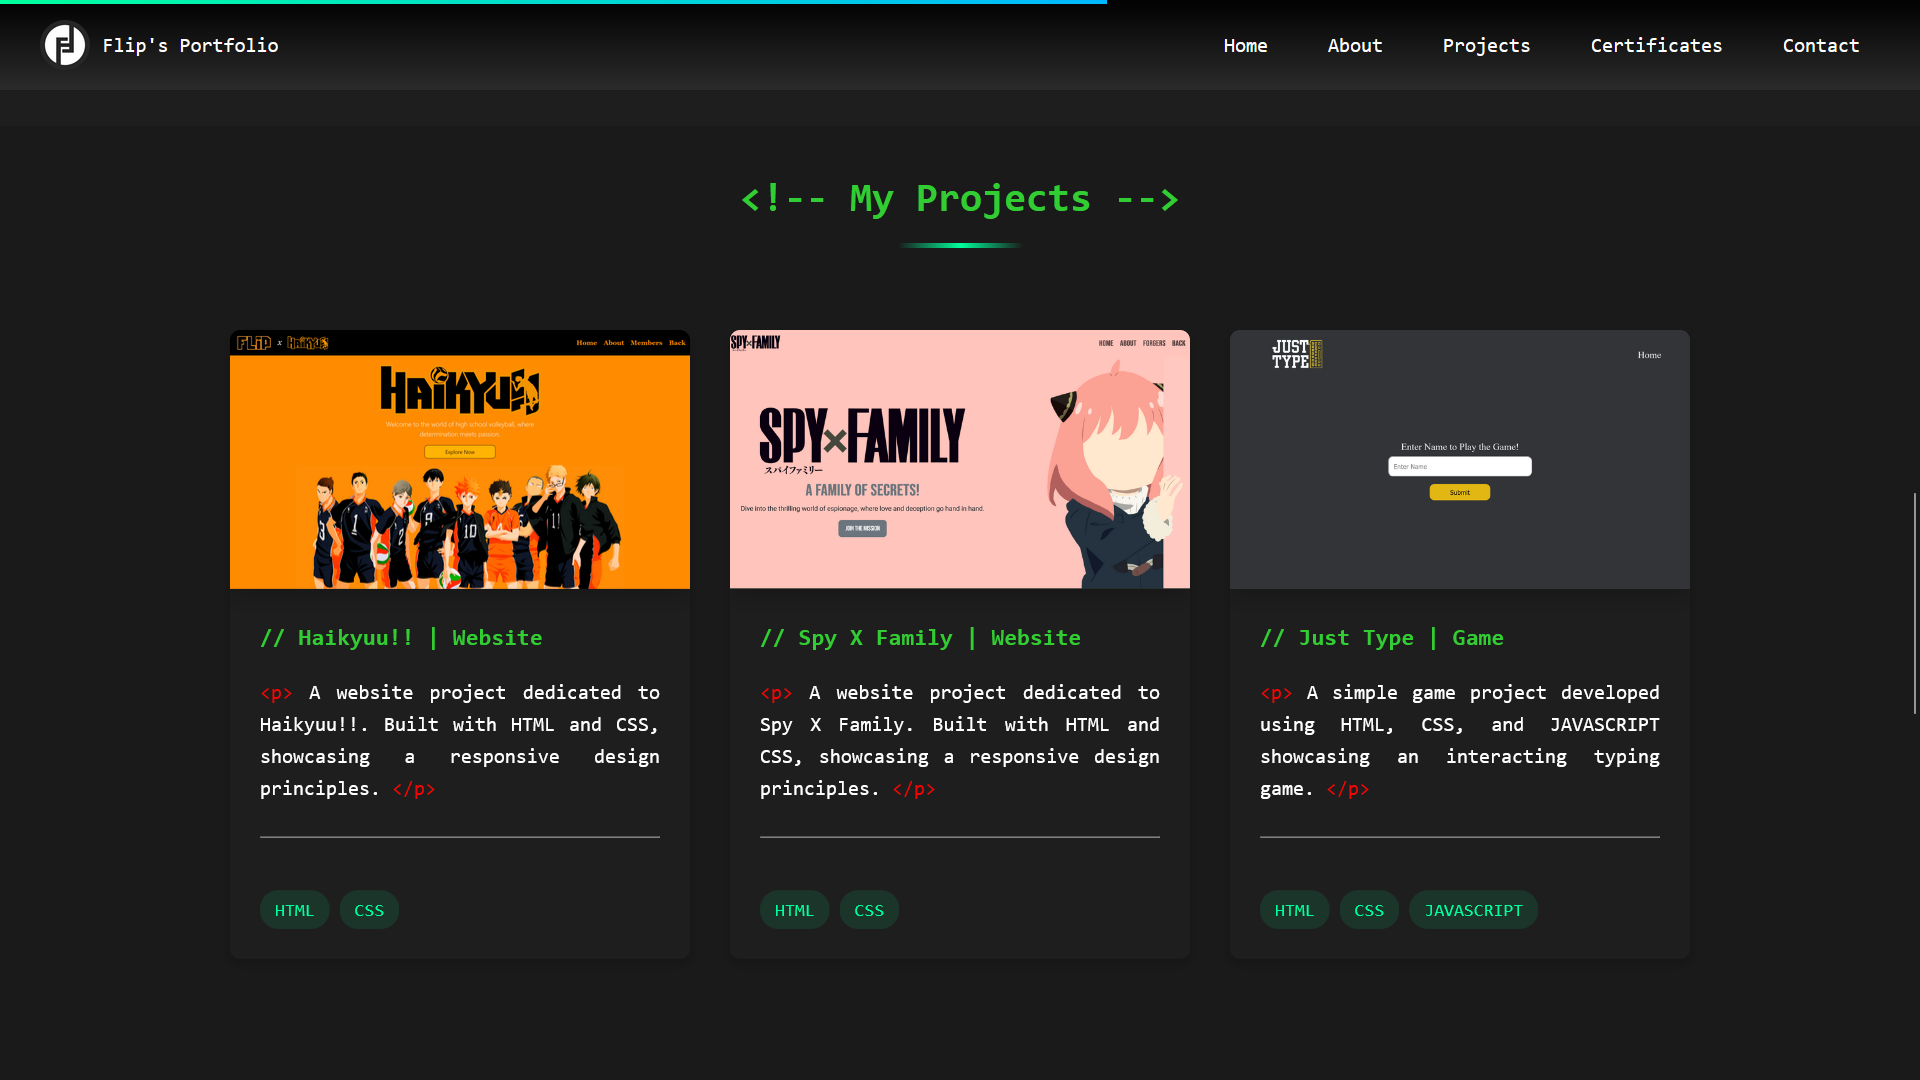 Flip's Portfolio
Home About Projects Certificates Contact
<!-- My Projects -->
FLiP x HAiKYU!!
Home About Members Back
HAiKYU!!
Welcome to the world of high school volleyball, where
determination meets passion.
Explore Now
3 1 2 9 10 11
// Haikyuu!! | Website
<p> A website project dedicated to
Haikyuu!!. Built with HTML and CSS,
showcasing a responsive design
principles. </p>
HTML CSS
SPY×FAMILY
HOME ABOUT FORGERS BACK
SPY×FAMILY
スパイファミリー
A FAMILY OF SECRETS!
Dive into the thrilling world of espionage, where love and deception go hand in hand.
JOIN THE MISSION
// Spy X Family | Website
<p> A website project dedicated to
Spy X Family. Built with HTML and
CSS, showcasing a responsive design
principles. </p>
HTML CSS
JUST
TYPE
Home
Enter Name to Play the Game!
Enter Name
Submit
// Just Type | Game
<p> A simple game project developed
using HTML, CSS, and JAVASCRIPT
showcasing an interacting typing
game. </p>
HTML CSS JAVASCRIPT